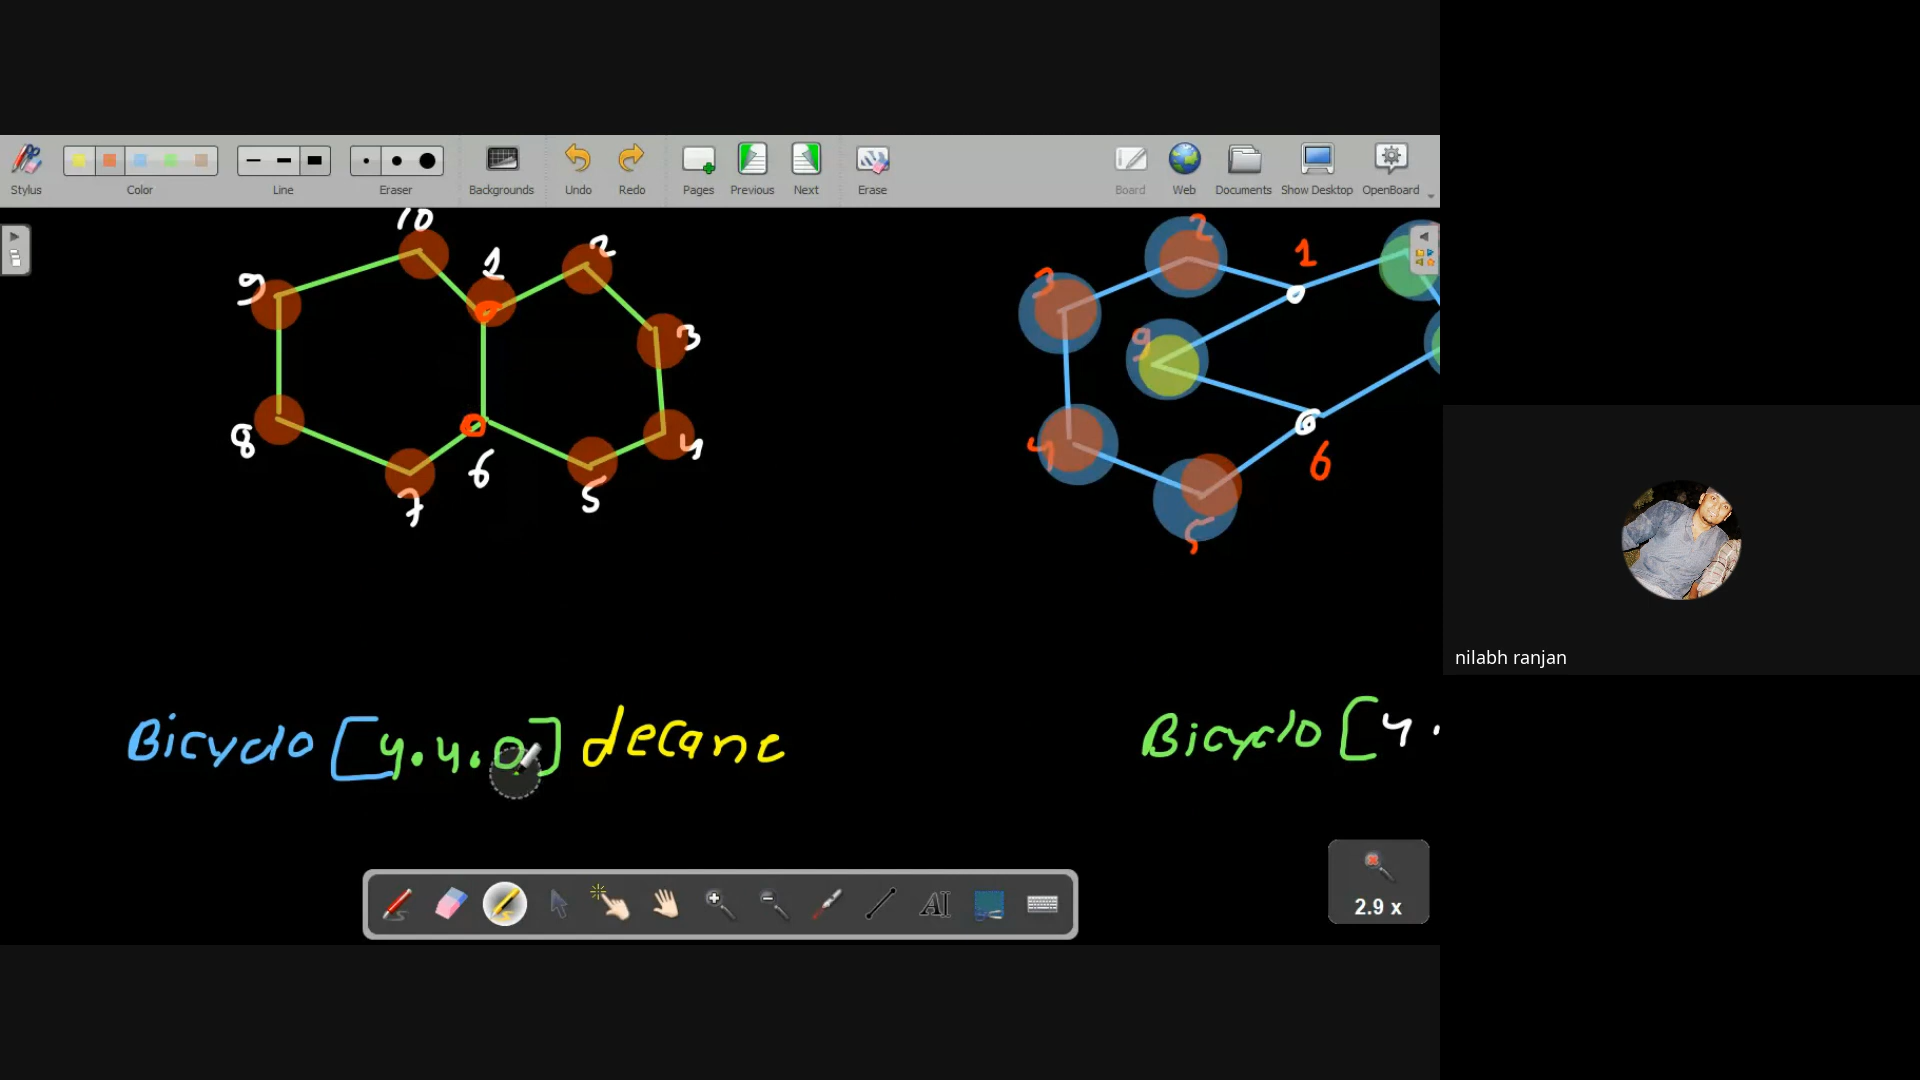 Stylus Color Line Eraser Backgrounds Undo Redo Pages Previous Next Erase Board Web Documents Show Desktop OpenBoard
10 1 2 2 1
9 3 3 9
8 6 4 4 6
7 5 5
nilabh ranjan
Bicyclo [4.4.0] decane Bicyclo [4.
AI
2.9 x